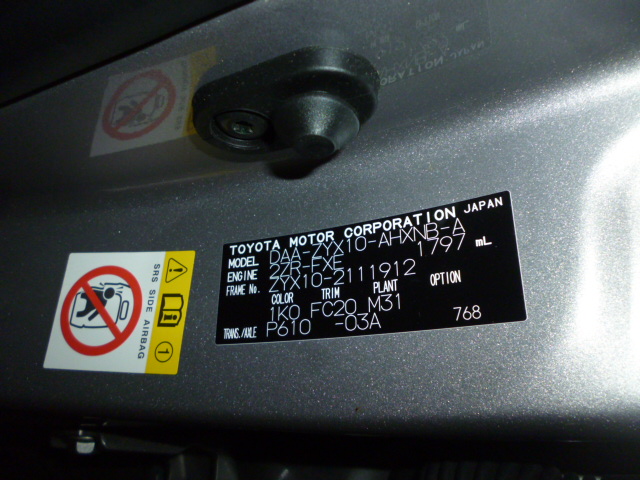 TOYOTA MOTOR CORPORATION JAPAN
MODEL DAA-ZYX10-AHXNB-A
ENGINE 2ZR-FXE 1797 mL
FRAME No. ZYX10-2111912
COLOR TRIM PLANT OPTION
1K0 FC20 M31
TRANS./AXLE P610 -03A 768
SRS SIDE AIRBAG
1